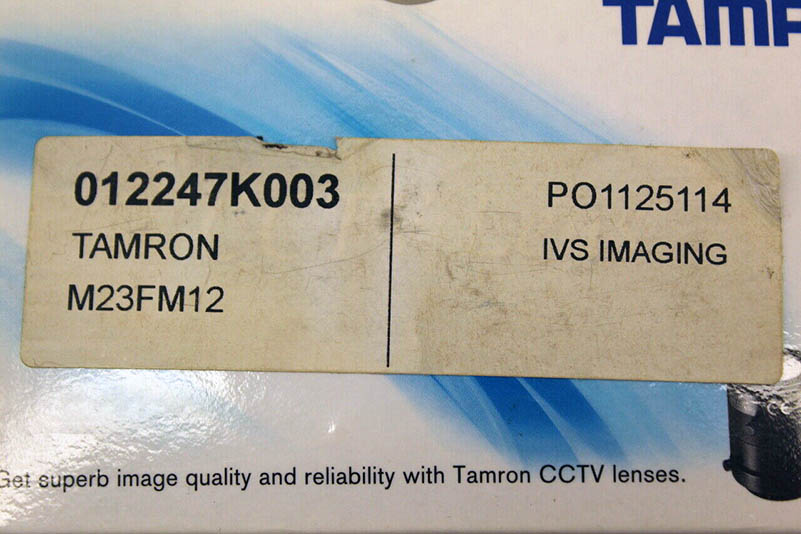 TAMR
012247K003
TAMRON
M23FM12
PO1125114
IVS IMAGING
Get superb image quality and reliability with Tamron CCTV lenses.